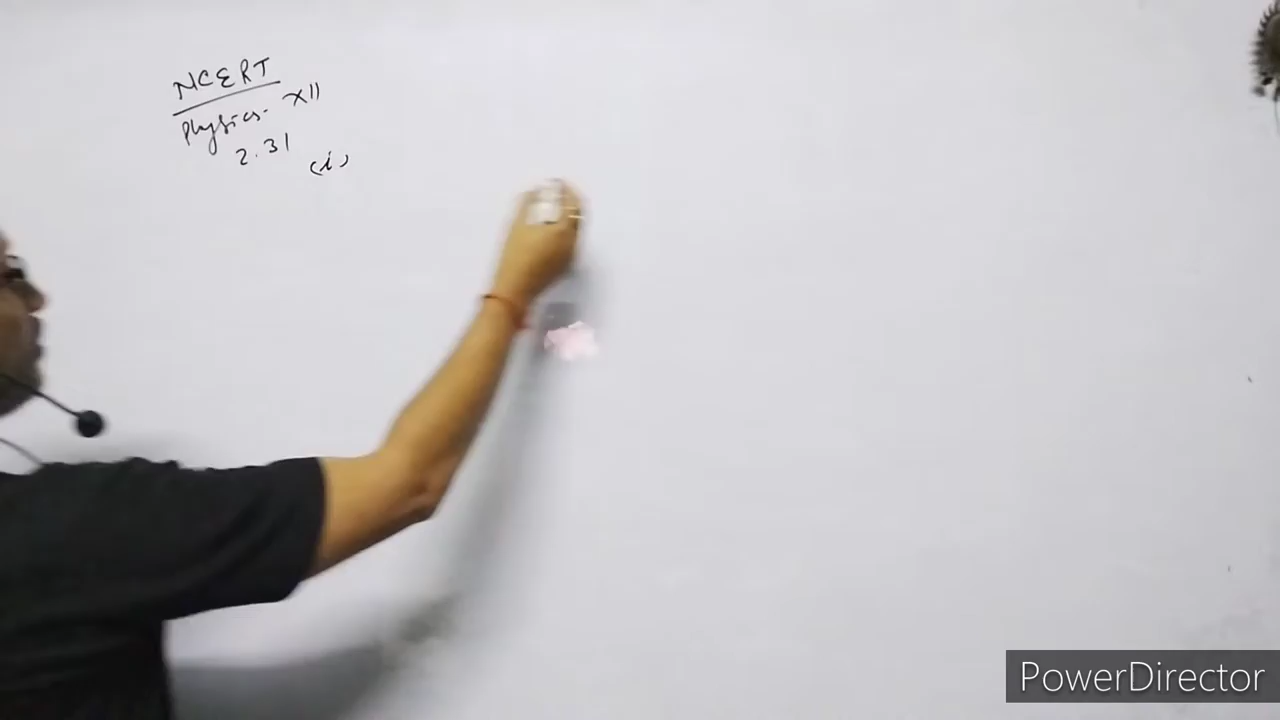 NCERT
Physics- XII
2.31
(i)
PowerDirector